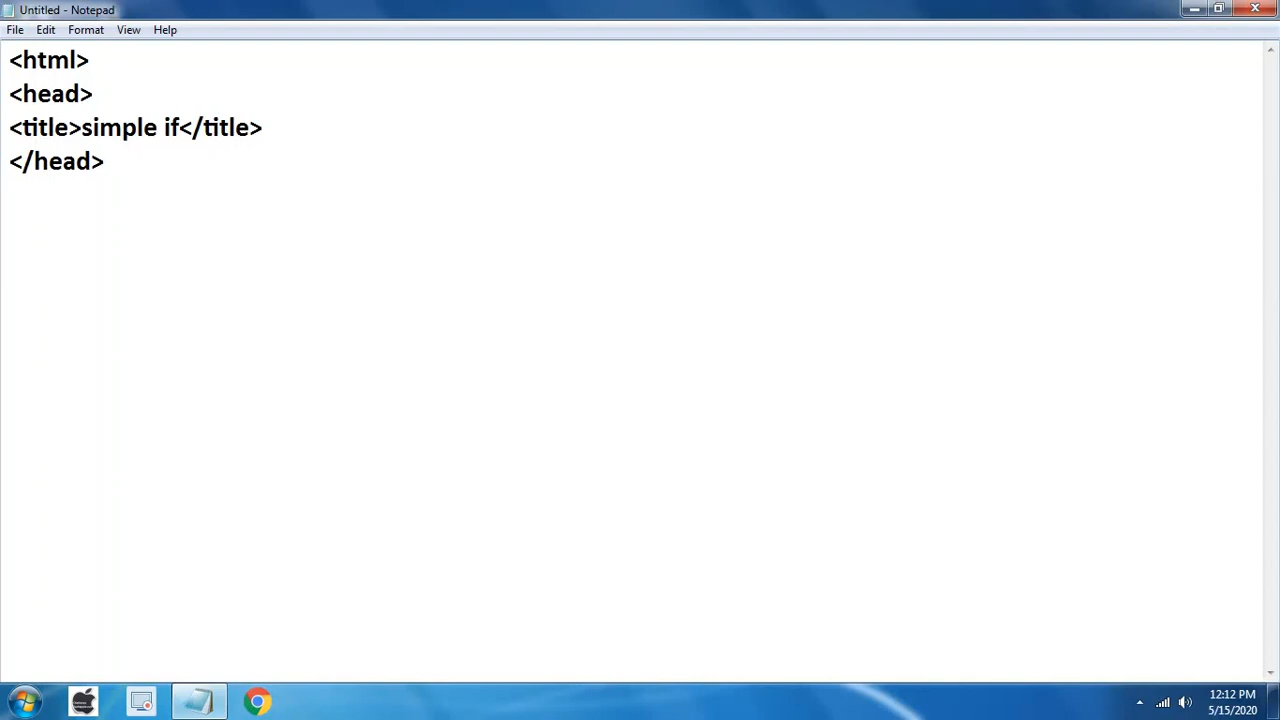 Untitled - Notepad
File Edit Format View Help
<html>
<head>
<title>simple if</title>
</head>
12:12 PM
5/15/2020